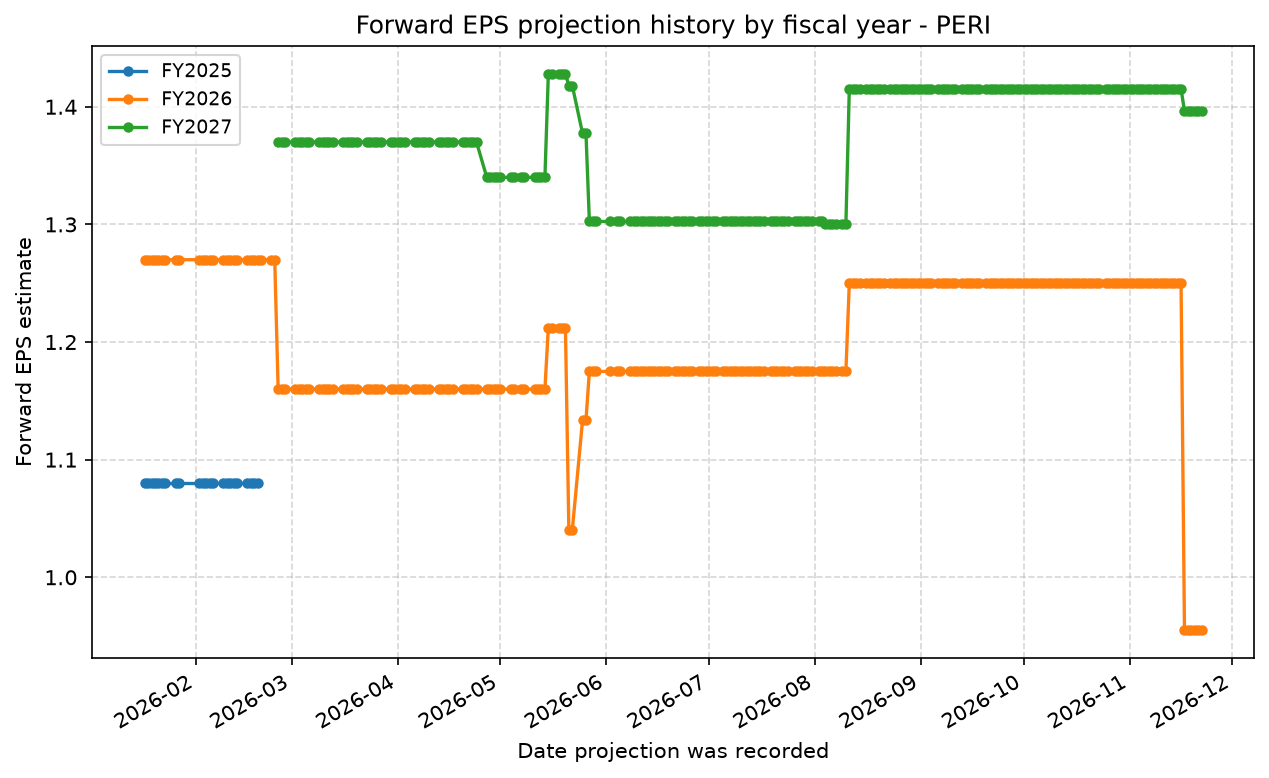 Forward EPS projection history by fiscal year - PERI
FY2025
FY2026
FY2027
Forward EPS estimate
1.4
1.3
1.2
1.1
1.0
2026-02
2026-03
2026-04
2026-05
2026-06
2026-07
2026-08
2026-09
2026-10
2026-11
2026-12
Date projection was recorded